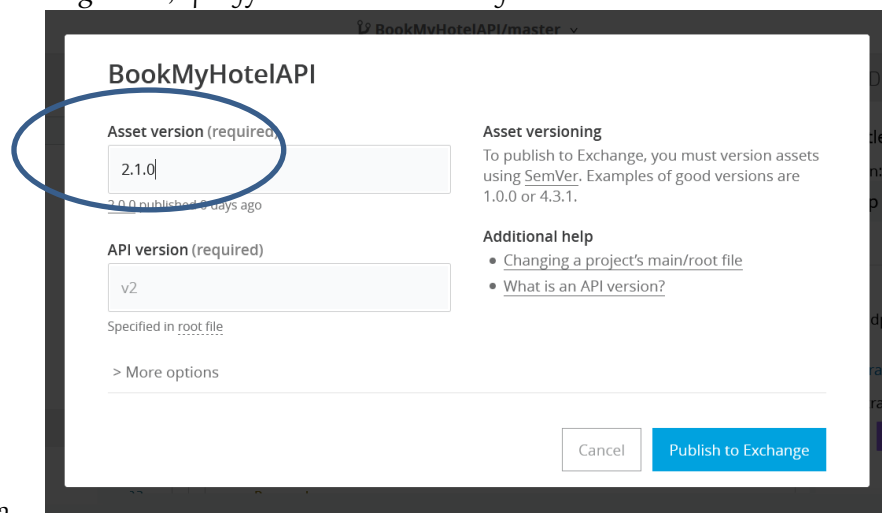 BookMyHotelAPI/master
BookMyHotelAPI
Asset version (required)
2.1.0
2.0.0 published 0 days ago
API version (required)
v2
Specified in root file
> More options
Asset versioning
To publish to Exchange, you must version assets
using SemVer. Examples of good versions are
1.0.0 or 4.3.1.
Additional help
• Changing a project's main/root file
• What is an API version?
Cancel
Publish to Exchange